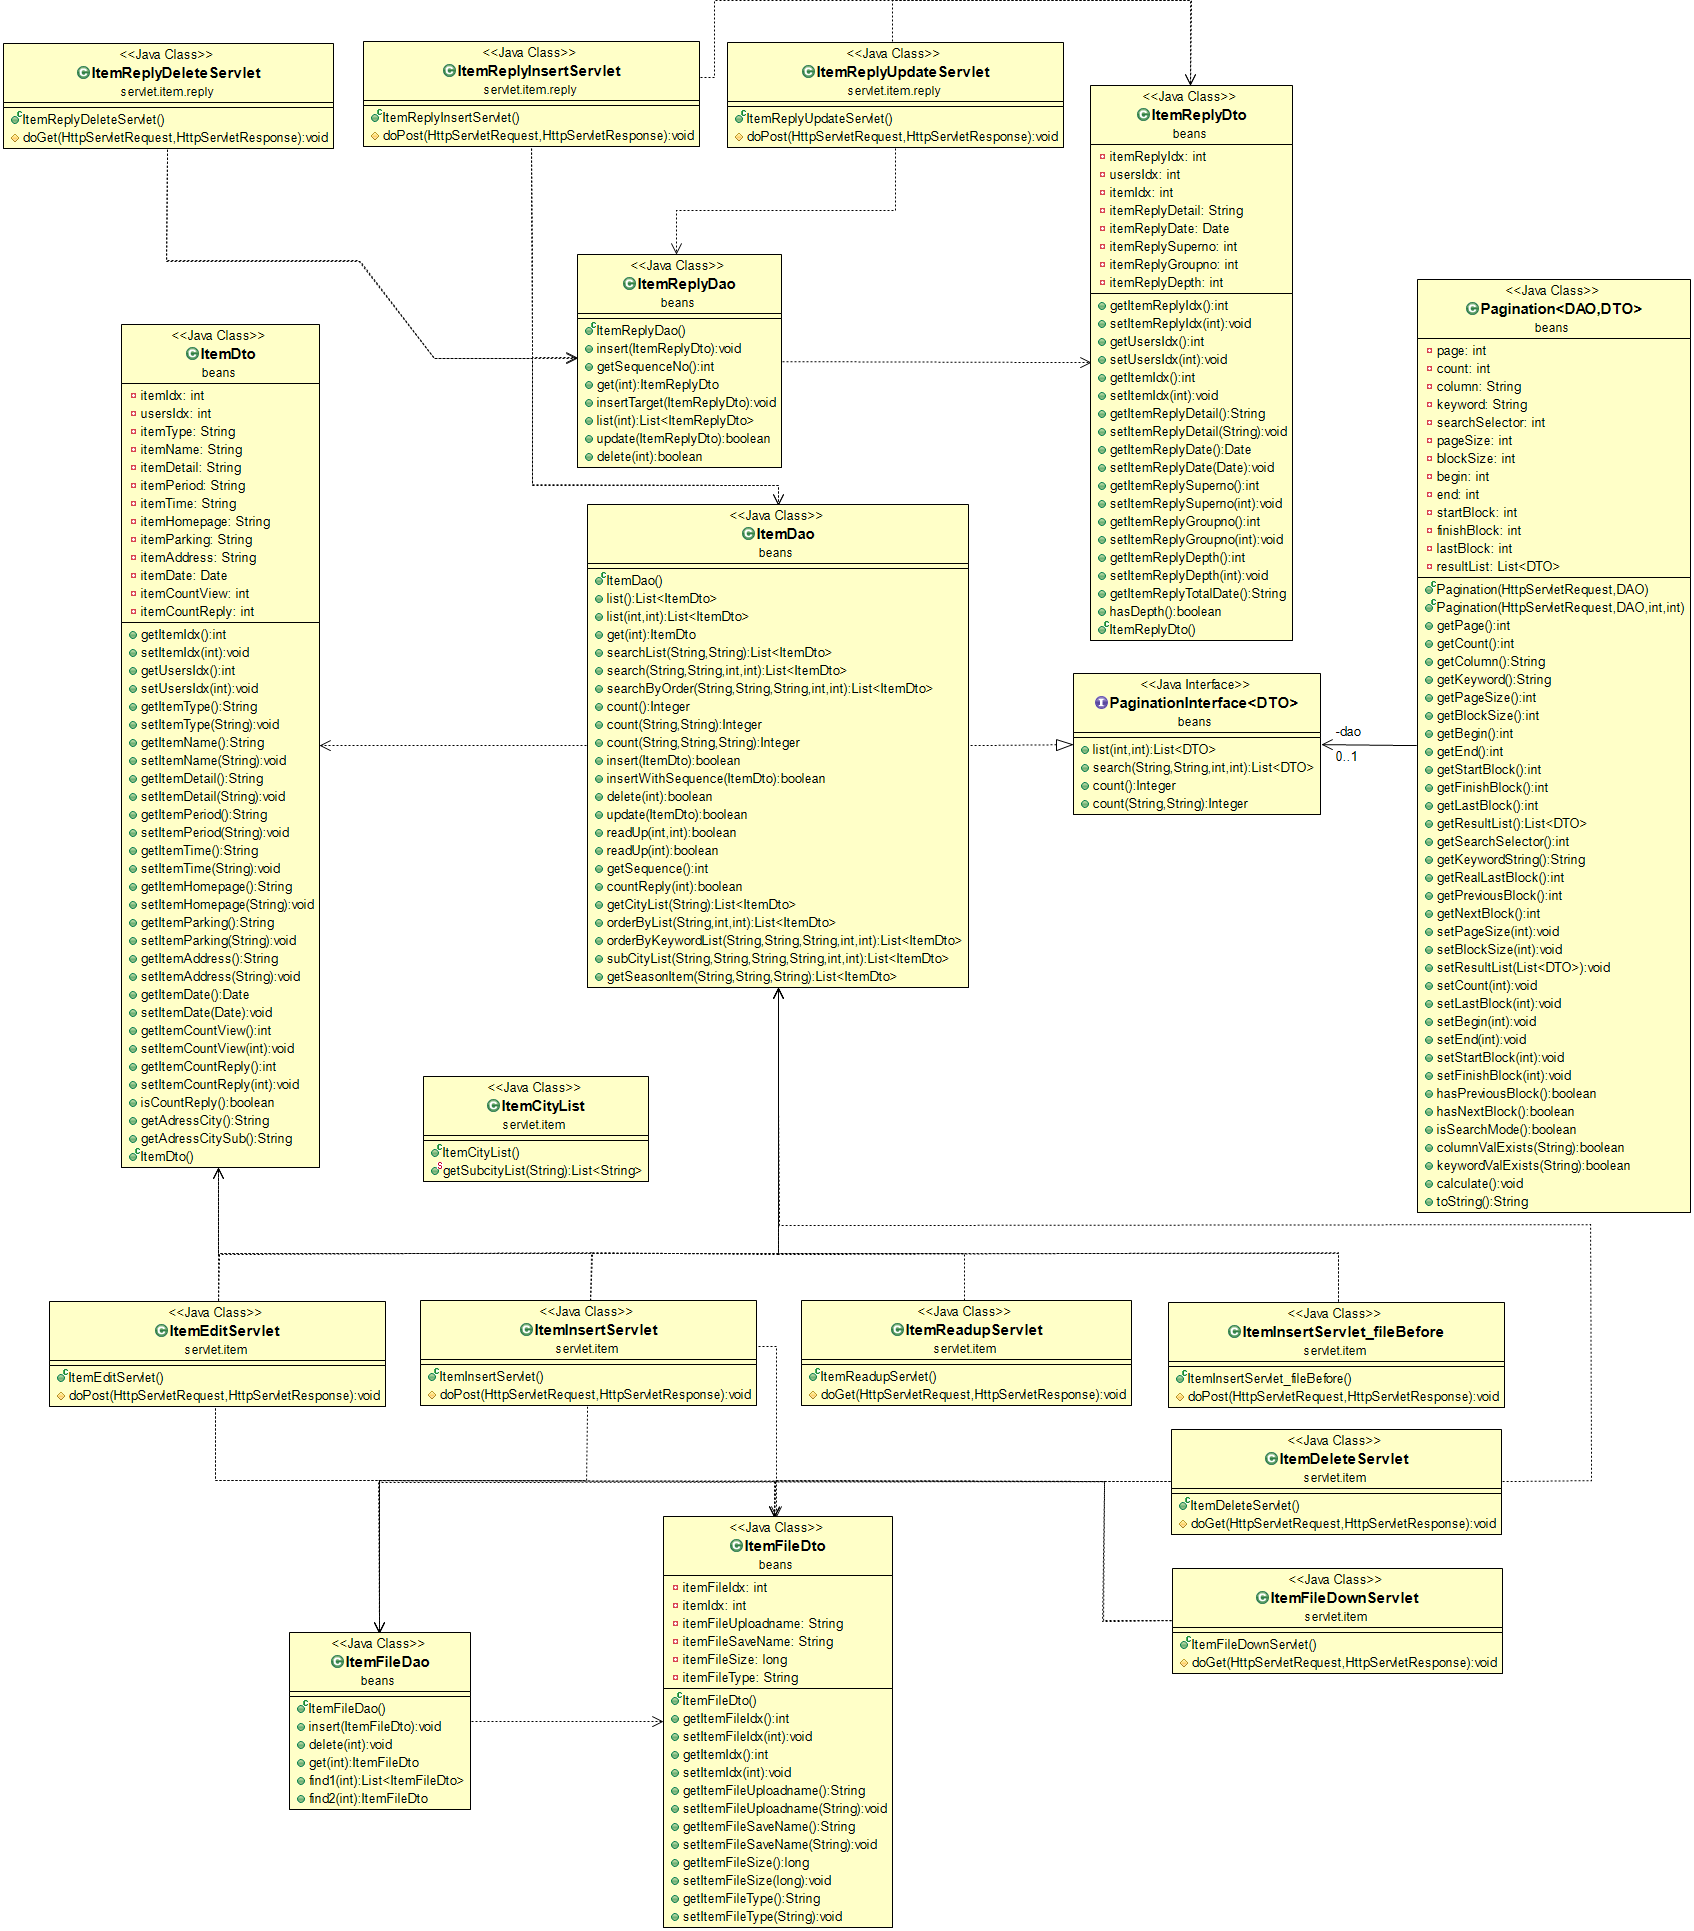 <<Java Class>>
ItemReplyDeleteServlet
servlet.item.reply
ItemReplyDeleteServlet()
doGet(HttpServletRequest,HttpServletResponse):void
<<Java Class>>
ItemReplyInsertServlet
servlet.item.reply
ItemReplyInsertServlet()
doPost(HttpServletRequest,HttpServletResponse):void
<<Java Class>>
ItemReplyUpdateServlet
servlet.item.reply
ItemReplyUpdateServlet()
doPost(HttpServletRequest,HttpServletResponse):void
<<Java Class>>
ItemReplyDto
beans
itemReplyIdx: int
usersIdx: int
itemIdx: int
itemReplyDetail: String
itemReplyDate: Date
itemReplySuperno: int
itemReplyGroupno: int
itemReplyDepth: int
getItemReplyIdx():int
setItemReplyIdx(int):void
getUsersIdx():int
setUsersIdx(int):void
getItemIdx():int
setItemIdx(int):void
getItemReplyDetail():String
setItemReplyDetail(String):void
getItemReplyDate():Date
setItemReplyDate(Date):void
getItemReplySuperno():int
setItemReplySuperno(int):void
getItemReplyGroupno():int
setItemReplyGroupno(int):void
getItemReplyDepth():int
setItemReplyDepth(int):void
getItemReplyTotalDate():String
hasDepth():boolean
ItemReplyDto()
<<Java Class>>
ItemReplyDao
beans
ItemReplyDao()
insert(ItemReplyDto):void
getSequenceNo():int
get(int):ItemReplyDto
insertTarget(ItemReplyDto):void
list(int):List<ItemReplyDto>
update(ItemReplyDto):boolean
delete(int):boolean
<<Java Class>>
Pagination<DAO,DTO>
beans
page: int
count: int
column: String
keyword: String
searchSelector: int
pageSize: int
blockSize: int
begin: int
end: int
startBlock: int
finishBlock: int
lastBlock: int
resultList: List<DTO>
Pagination(HttpServletRequest,DAO)
Pagination(HttpServletRequest,DAO,int,int)
getPage():int
getCount():int
getColumn():String
getKeyword():String
getPageSize():int
getBlockSize():int
getBegin():int
getEnd():int
getStartBlock():int
getFinishBlock():int
getLastBlock():int
getResultList():List<DTO>
getSearchSelector():int
getKeywordString():String
getRealLastBlock():int
getPreviousBlock():int
getNextBlock():int
setPageSize(int):void
setBlockSize(int):void
setResultList(List<DTO>):void
setCount(int):void
setLastBlock(int):void
setBegin(int):void
setEnd(int):void
setStartBlock(int):void
setFinishBlock(int):void
hasPreviousBlock():boolean
hasNextBlock():boolean
isSearchMode():boolean
columnValExists(String):boolean
keywordValExists(String):boolean
calculate():void
toString():String
<<Java Class>>
ItemDto
beans
itemIdx: int
usersIdx: int
itemType: String
itemName: String
itemDetail: String
itemPeriod: String
itemTime: String
itemHomepage: String
itemParking: String
itemAddress: String
itemDate: Date
itemCountView: int
itemCountReply: int
getItemIdx():int
setItemIdx(int):void
getUsersIdx():int
setUsersIdx(int):void
getItemType():String
setItemType(String):void
getItemName():String
setItemName(String):void
getItemDetail():String
setItemDetail(String):void
getItemPeriod():String
setItemPeriod(String):void
getItemTime():String
setItemTime(String):void
getItemHomepage():String
setItemHomepage(String):void
getItemParking():String
setItemParking(String):void
getItemAddress():String
setItemAddress(String):void
getItemDate():Date
setItemDate(Date):void
getItemCountView():int
setItemCountView(int):void
getItemCountReply():int
setItemCountReply(int):void
isCountReply():boolean
getAdressCity():String
getAdressCitySub():String
ItemDto()
<<Java Class>>
ItemDao
beans
ItemDao()
list():List<ItemDto>
list(int,int):List<ItemDto>
get(int):ItemDto
searchList(String,String):List<ItemDto>
search(String,String,int,int):List<ItemDto>
searchByOrder(String,String,String,int,int):List<ItemDto>
count():Integer
count(String,String):Integer
count(String,String,String):Integer
insert(ItemDto):boolean
insertWithSequence(ItemDto):boolean
delete(int):boolean
update(ItemDto):boolean
readUp(int,int):boolean
readUp(int):boolean
getSequence():int
countReply(int):boolean
getCityList(String):List<ItemDto>
orderByList(String,int,int):List<ItemDto>
orderByKeywordList(String,String,String,int,int):List<ItemDto>
subCityList(String,String,String,String,int,int):List<ItemDto>
getSeasonItem(String,String,String):List<ItemDto>
<<Java Interface>>
PaginationInterface<DTO>
beans
list(int,int):List<DTO>
search(String,String,int,int):List<DTO>
count():Integer
count(String,String):Integer
-dao
0..1
<<Java Class>>
ItemCityList
servlet.item
ItemCityList()
getSubcityList(String):List<String>
<<Java Class>>
ItemEditServlet
servlet.item
ItemEditServlet()
doPost(HttpServletRequest,HttpServletResponse):void
<<Java Class>>
ItemInsertServlet
servlet.item
ItemInsertServlet()
doPost(HttpServletRequest,HttpServletResponse):void
<<Java Class>>
ItemReadupServlet
servlet.item
ItemReadupServlet()
doGet(HttpServletRequest,HttpServletResponse):void
<<Java Class>>
ItemInsertServlet_fileBefore
servlet.item
ItemInsertServlet_fileBefore()
doPost(HttpServletRequest,HttpServletResponse):void
<<Java Class>>
ItemDeleteServlet
servlet.item
ItemDeleteServlet()
doGet(HttpServletRequest,HttpServletResponse):void
<<Java Class>>
ItemFileDownServlet
servlet.item
ItemFileDownServlet()
doGet(HttpServletRequest,HttpServletResponse):void
<<Java Class>>
ItemFileDao
beans
ItemFileDao()
insert(ItemFileDto):void
delete(int):void
get(int):ItemFileDto
find1(int):List<ItemFileDto>
find2(int):ItemFileDto
<<Java Class>>
ItemFileDto
beans
itemFileIdx: int
itemIdx: int
itemFileUploadname: String
itemFileSaveName: String
itemFileSize: long
itemFileType: String
ItemFileDto()
getItemFileIdx():int
setItemFileIdx(int):void
getItemIdx():int
setItemIdx(int):void
getItemFileUploadname():String
setItemFileUploadname(String):void
getItemFileSaveName():String
setItemFileSaveName(String):void
getItemFileSize():long
setItemFileSize(long):void
getItemFileType():String
setItemFileType(String):void